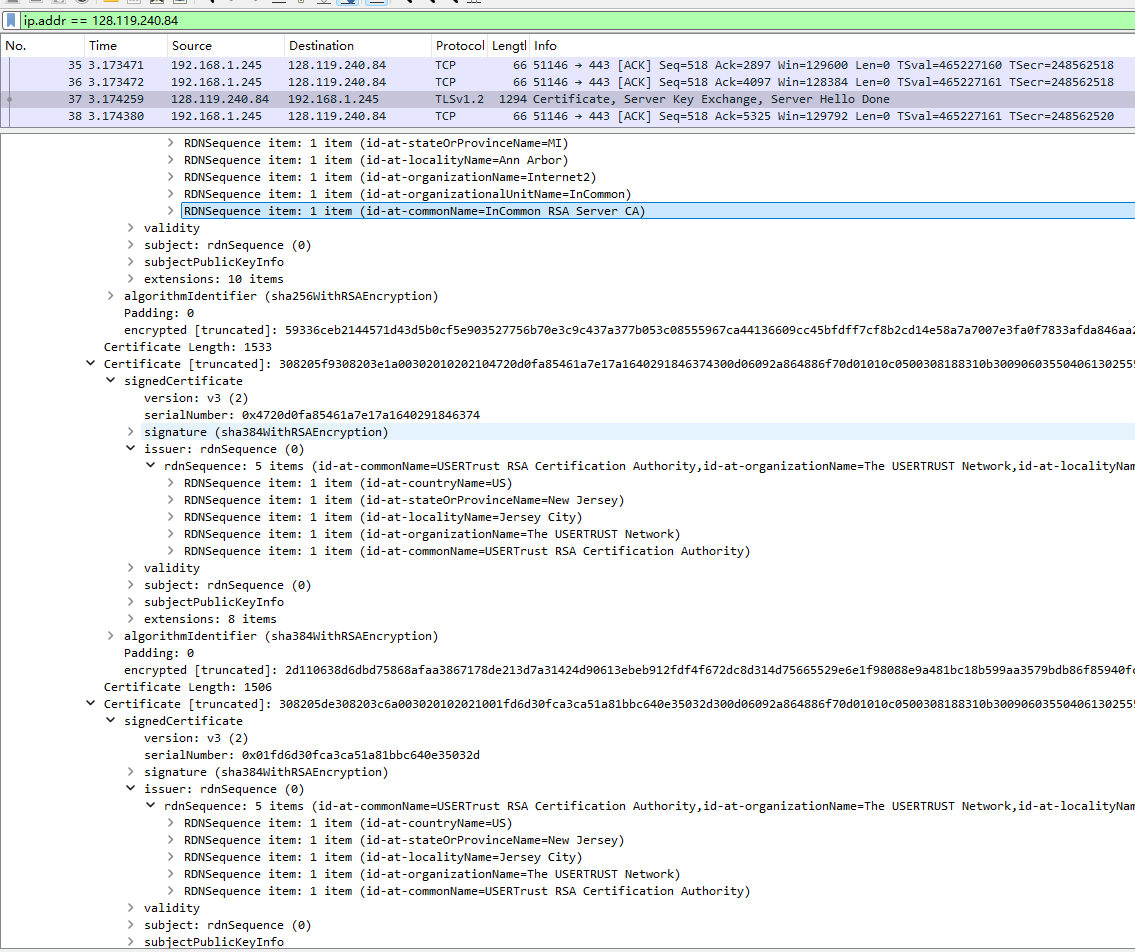 ip.addr == 128.119.240.84
No. Time Source Destination Protocol Lengtl Info
35 3.173471 192.168.1.245 128.119.240.84 TCP 66 51146 → 443 [ACK] Seq=518 Ack=2897 Win=129600 Len=0 TSval=465227160 TSecr=248562518
36 3.173472 192.168.1.245 128.119.240.84 TCP 66 51146 → 443 [ACK] Seq=518 Ack=4097 Win=128384 Len=0 TSval=465227161 TSecr=248562518
37 3.174259 128.119.240.84 192.168.1.245 TLSv1.2 1294 Certificate, Server Key Exchange, Server Hello Done
38 3.174380 192.168.1.245 128.119.240.84 TCP 66 51146 → 443 [ACK] Seq=518 Ack=5325 Win=129792 Len=0 TSval=465227161 TSecr=248562520
RDNSequence item: 1 item (id-at-stateOrProvinceName=MI)
RDNSequence item: 1 item (id-at-localityName=Ann Arbor)
RDNSequence item: 1 item (id-at-organizationName=Internet2)
RDNSequence item: 1 item (id-at-organizationalUnitName=InCommon)
RDNSequence item: 1 item (id-at-commonName=InCommon RSA Server CA)
validity
subject: rdnSequence (0)
subjectPublicKeyInfo
extensions: 10 items
algorithmIdentifier (sha256WithRSAEncryption)
Padding: 0
encrypted [truncated]: 59336ceb2144571d43d5b0cf5e903527756b70e3c9c437a377b053c08555967ca44136609cc45bfdff7cf8b2cd14e58a7a7007e3fa0f7833afda846aa2
Certificate Length: 1533
Certificate [truncated]: 308205f9308203e1a00302010202104720d0fa85461a7e17a1640291846374300d06092a864886f70d01010c0500308188310b3009060355040613025553
signedCertificate
version: v3 (2)
serialNumber: 0x4720d0fa85461a7e17a1640291846374
signature (sha384WithRSAEncryption)
issuer: rdnSequence (0)
rdnSequence: 5 items (id-at-commonName=USERTrust RSA Certification Authority,id-at-organizationName=The USERTRUST Network,id-at-localityNam
RDNSequence item: 1 item (id-at-countryName=US)
RDNSequence item: 1 item (id-at-stateOrProvinceName=New Jersey)
RDNSequence item: 1 item (id-at-localityName=Jersey City)
RDNSequence item: 1 item (id-at-organizationName=The USERTRUST Network)
RDNSequence item: 1 item (id-at-commonName=USERTrust RSA Certification Authority)
validity
subject: rdnSequence (0)
subjectPublicKeyInfo
extensions: 8 items
algorithmIdentifier (sha384WithRSAEncryption)
Padding: 0
encrypted [truncated]: 2d110638d6dbd75868afaa3867178de213d7a31424d90613ebeb912fdf4f672dc8d314d75665529e6e1f98088e9a481bc18b599aa3579bdb86f85940fc
Certificate Length: 1506
Certificate [truncated]: 308205de308203c6a003020102021001fd6d30fca3ca51a81bbc640e35032d300d06092a864886f70d01010c0500308188310b3009060355040613025553
signedCertificate
version: v3 (2)
serialNumber: 0x01fd6d30fca3ca51a81bbc640e35032d
signature (sha384WithRSAEncryption)
issuer: rdnSequence (0)
rdnSequence: 5 items (id-at-commonName=USERTrust RSA Certification Authority,id-at-organizationName=The USERTRUST Network,id-at-localityNam
RDNSequence item: 1 item (id-at-countryName=US)
RDNSequence item: 1 item (id-at-stateOrProvinceName=New Jersey)
RDNSequence item: 1 item (id-at-localityName=Jersey City)
RDNSequence item: 1 item (id-at-organizationName=The USERTRUST Network)
RDNSequence item: 1 item (id-at-commonName=USERTrust RSA Certification Authority)
validity
subject: rdnSequence (0)
subjectPublicKeyInfo